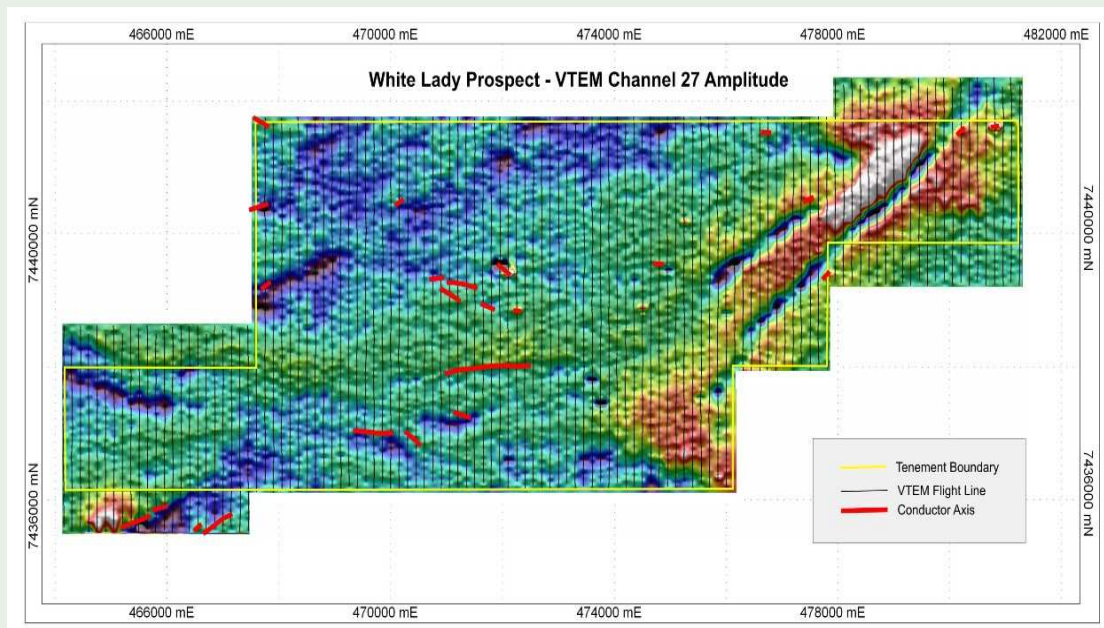 466000 mE 470000 mE 474000 mE 478000 mE 482000 mE
White Lady Prospect - VTEM Channel 27 Amplitude
7440000 mN
7440000 mN
7436000 mN
7436000 mN
Tenement Boundary
VTEM Flight Line
Conductor Axis
466000 mE 470000 mE 474000 mE 478000 mE